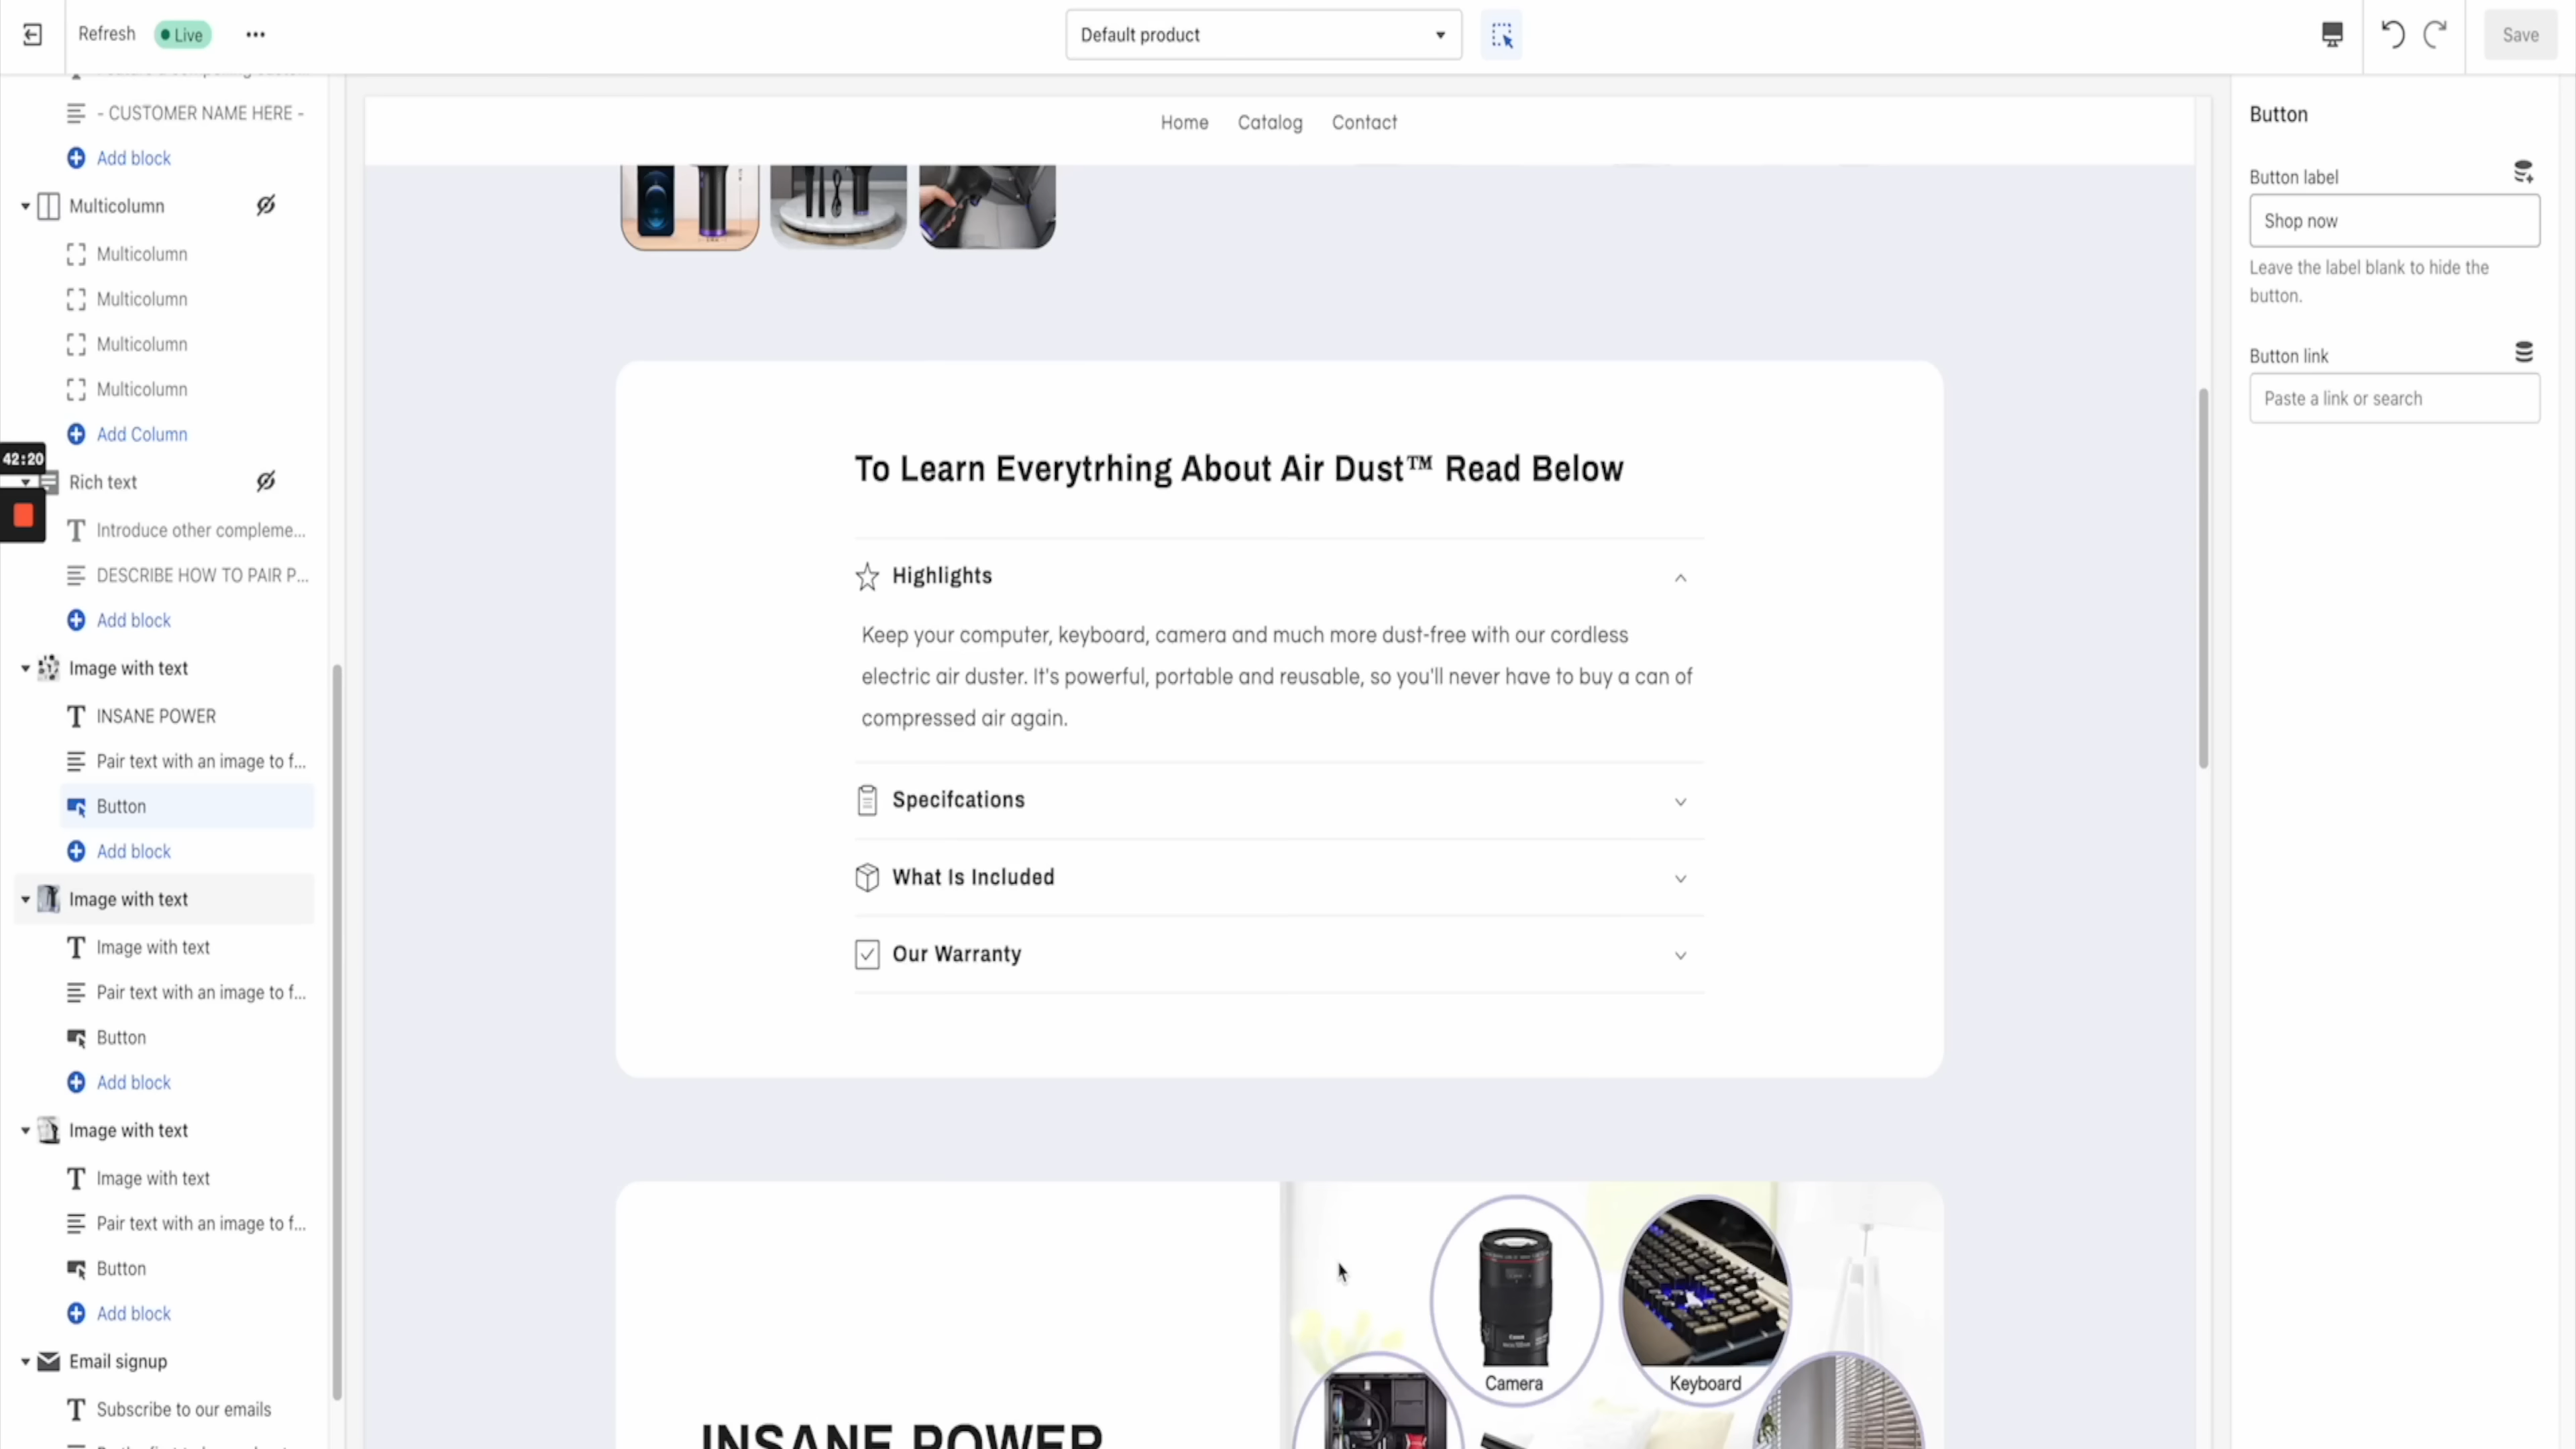 Refresh
Live
Default product
Save
- CUSTOMER NAME HERE -
Add block
Multicolumn
Multicolumn
Multicolumn
Multicolumn
Multicolumn
Add Column
42:20
Rich text
Introduce other compleme...
DESCRIBE HOW TO PAIR P...
Add block
Image with text
INSANE POWER
Pair text with an image to f...
Button
Add block
Image with text
Image with text
Pair text with an image to f...
Button
Add block
Image with text
Image with text
Pair text with an image to f...
Button
Add block
Email signup
Subscribe to our emails
Home Catalog Contact
To Learn Everytrhing About Air Dust™ Read Below
Highlights
Keep your computer, keyboard, camera and much more dust-free with our cordless
electric air duster. It's powerful, portable and reusable, so you'll never have to buy a can of
compressed air again.
Specifcations
What Is Included
Our Warranty
INSANE POWER
Camera
Keyboard
Button
Button label
Shop now
Leave the label blank to hide the
button.
Button link
Paste a link or search